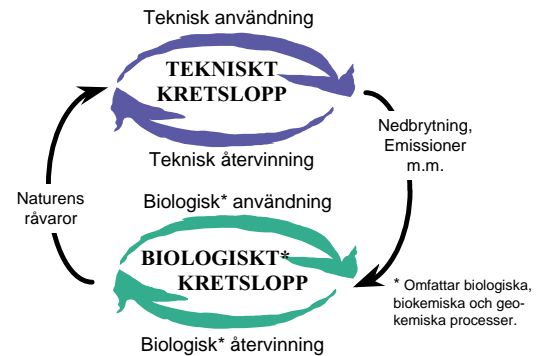 Teknisk användning
TEKNISKT
KRETSLOPP
Teknisk återvinning
Nedbrytning,
Emissioner
m.m.
Naturens
råvaror
Biologisk* användning
BIOLOGISKT*
KRETSLOPP
* Omfattar biologiska,
biokemiska och geo-
kemiska processer.
Biologisk* återvinning